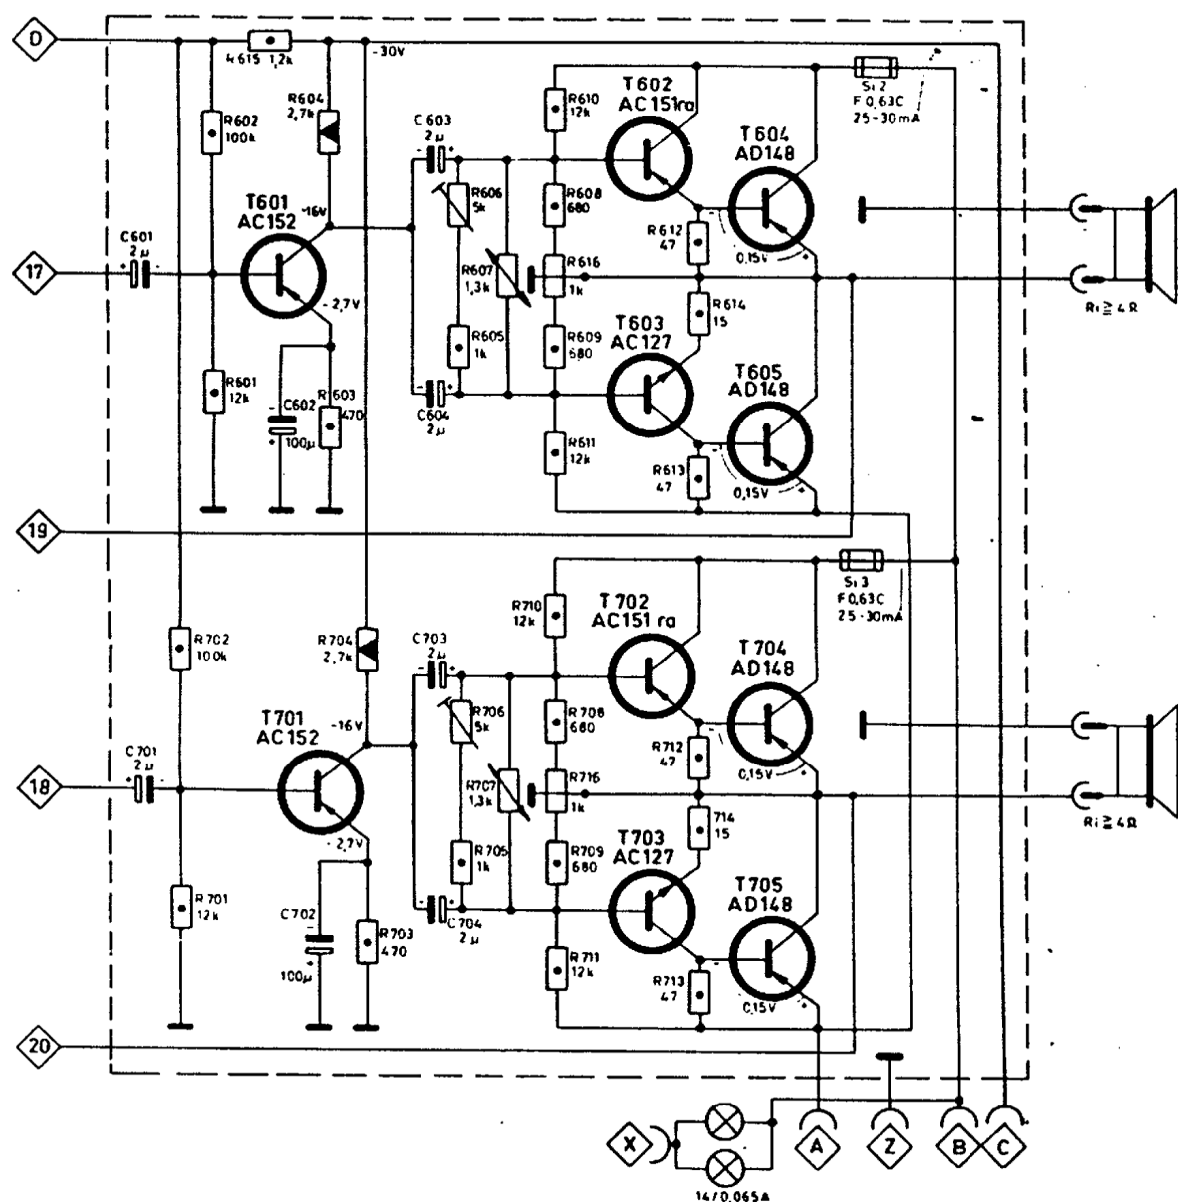 0
R615 1,2k
-30V
R604
2,7k
R602
100k
C603
2µ
R610
12k
T602
AC151ra
Si2
F 0,63C
25-30mA
T604
AD148
T601
AC152
-16V
R606
5k
R608
680
R612
47
0,15V
C601
2µ
17
R607
1,3k
R616
1k
-2,7V
R614
15
Ri ≧ 4Ω
T603
AC127
R605
1k
R609
680
T605
AD148
R601
12k
C602
100µ
R603
470
C604
2µ
R611
12k
R613
47
0,15V
19
Si3
F 0,63C
25-30mA
R710
12k
T702
AC151 ra
R702
100k
R704
2,7k
C703
2µ
T704
AD148
T701
AC152
-16V
R706
5k
R708
680
R712
47
0,15V
C701
2µ
18
R707
1,3k
R716
1k
-2,7V
714
15
Ri ≧ 4Ω
T703
AC127
R705
1k
R709
680
T705
AD148
R701
12k
C702
100µ
R703
470
C704
2µ
R711
12k
R713
47
0,15V
20
X
A
Z
B
C
14/0,065A